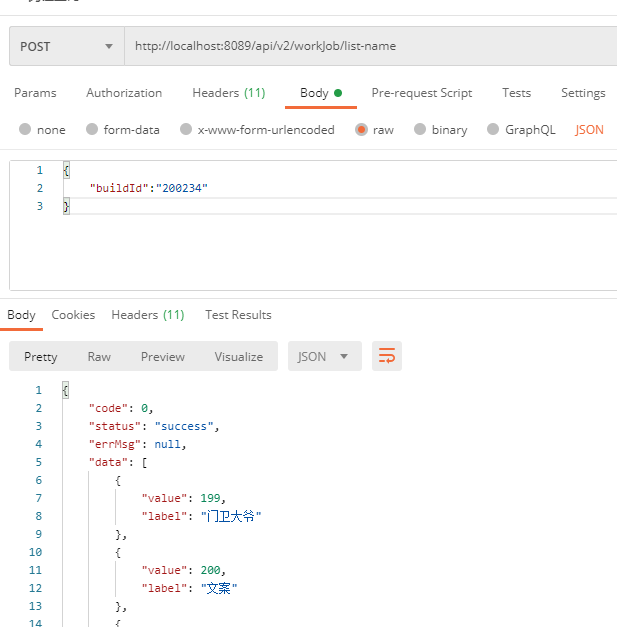 POST http://localhost:8089/api/v2/workJob/list-name
Params Authorization Headers (11) Body Pre-request Script Tests Settings
none form-data x-www-form-urlencoded raw binary GraphQL JSON
1 {
2 "buildId":"200234"
3 }
Body Cookies Headers (11) Test Results
Pretty Raw Preview Visualize JSON
1 {
2 "code": 0,
3 "status": "success",
4 "errMsg": null,
5 "data": [
6 {
7 "value": 199,
8 "label": "门卫大爷"
9 },
10 {
11 "value": 200,
12 "label": "文案"
13 },
14 {